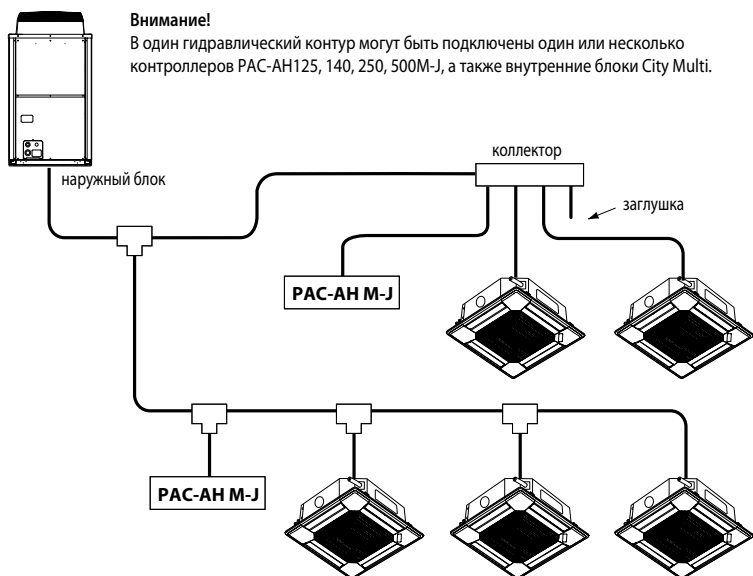 Внимание!
В один гидравлический контур могут быть подключены один или несколько
контроллеров PAC-AH125, 140, 250, 500M-J, а также внутренние блоки City Multi.
наружный блок
коллектор
заглушка
PAC-AH M-J
PAC-AH M-J